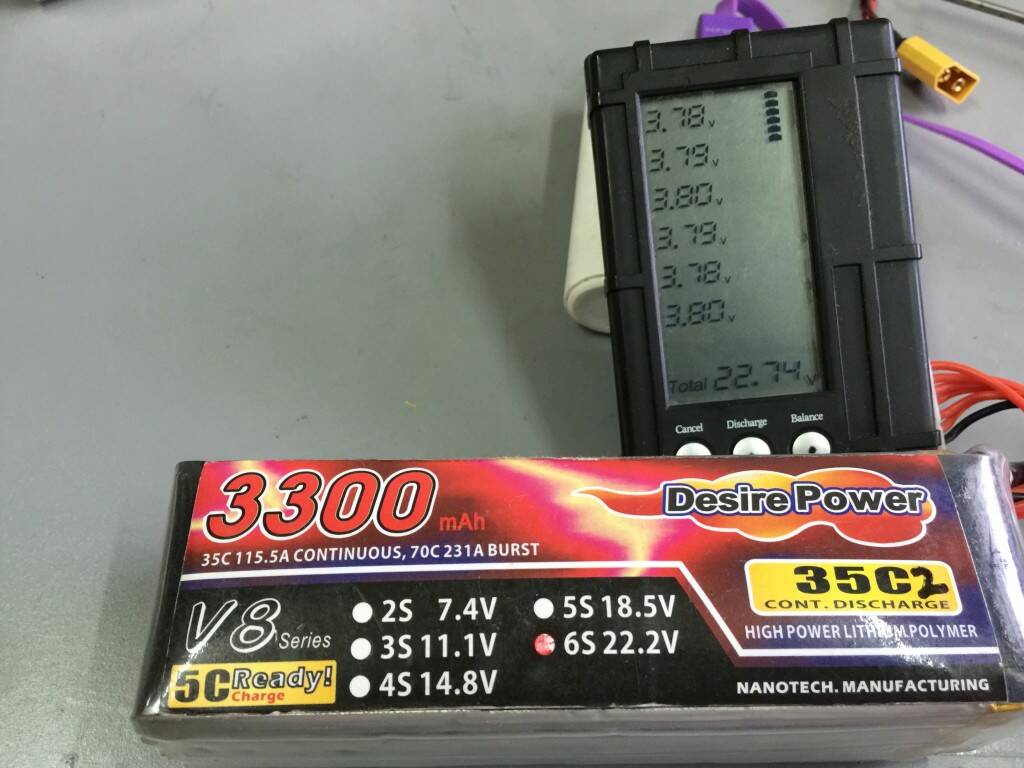 3.78v
3.79v
3.80v
3.79v
3.78v
3.80v
Total 22.74v
Cancel Discharge Balance
3300 mAh
Desire Power
35C 115.5A CONTINUOUS, 70C 231A BURST
35C2
CONT. DISCHARGE
V8 Series
2S 7.4V
3S 11.1V
4S 14.8V
5S 18.5V
6S 22.2V
HIGH POWER LITHIUM POLYMER
5C Ready!
Charge
NANOTECH. MANUFACTURING